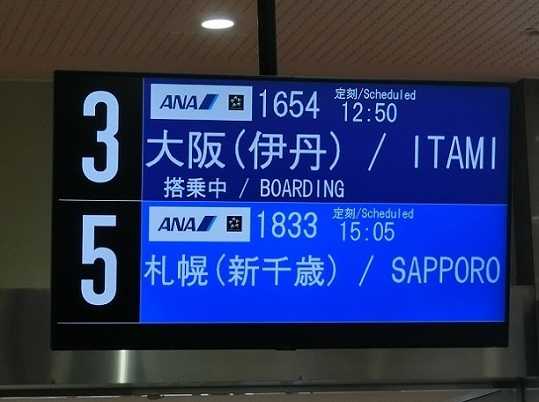 3
ANA 1654 定刻/Scheduled 12:50
大阪(伊丹) / ITAMI
搭乗中 / BOARDING
5
ANA 1833 定刻/Scheduled 15:05
札幌(新千歳) / SAPPORO